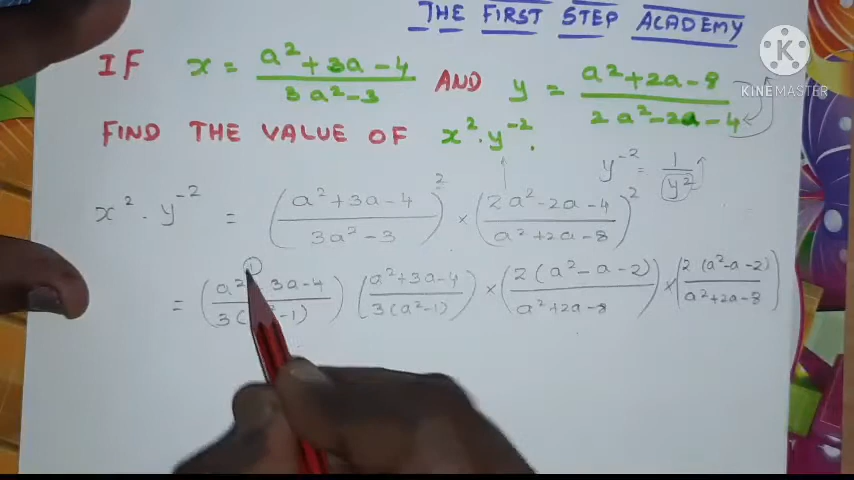 THE FIRST STEP ACADEMY
IF x = (a² + 3a - 4)/(3a² - 3) AND y = (a² + 2a - 8)/(2a² - 2a - 4)
KINEMASTER
FIND THE VALUE OF x² · y⁻².
y⁻² = 1/y²
x² · y⁻² = ((a² + 3a - 4)/(3a² - 3))² × ((2a² - 2a - 4)/(a² + 2a - 8))²
= ((a² 3a - 4)/(3( ² - 1))) ((a² + 3a - 4)/(3(a² - 1))) × ((2(a² - a - 2))/(a² + 2a - 8)) × ((2(a² - a - 2))/(a² + 2a - 8))